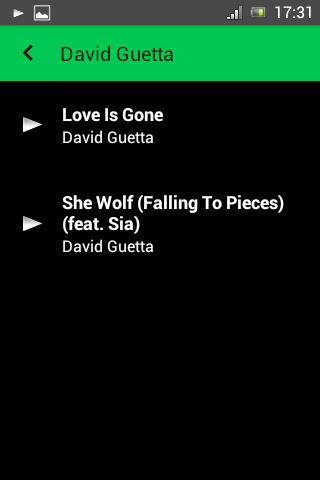 17:31
David Guetta
Love Is Gone
David Guetta
She Wolf (Falling To Pieces)
(feat. Sia)
David Guetta